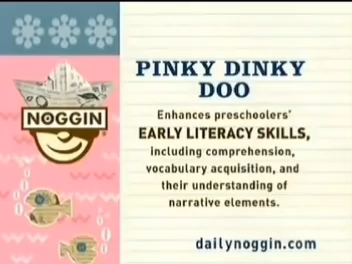 NOGGIN
PINKY DINKY
DOO
Enhances preschoolers'
EARLY LITERACY SKILLS,
including comprehension,
vocabulary acquisition, and
their understanding of
narrative elements.
dailynoggin.com